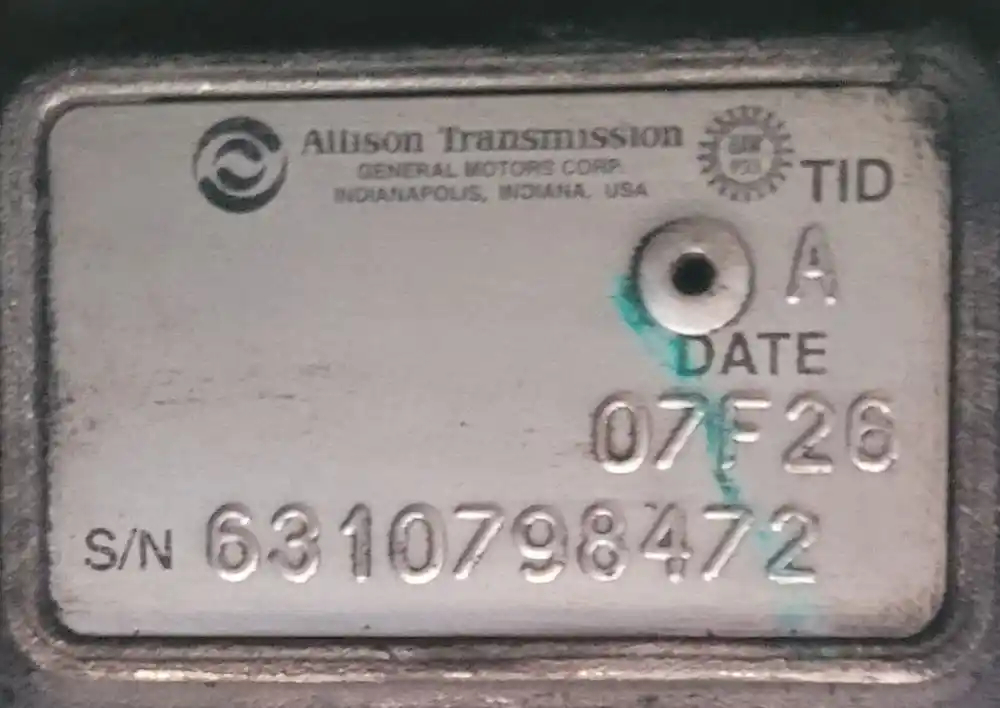 Allison Transmission
GENERAL MOTORS CORP.
INDIANAPOLIS, INDIANA, USA
TID
A
DATE
07F26
S/N 6310798472